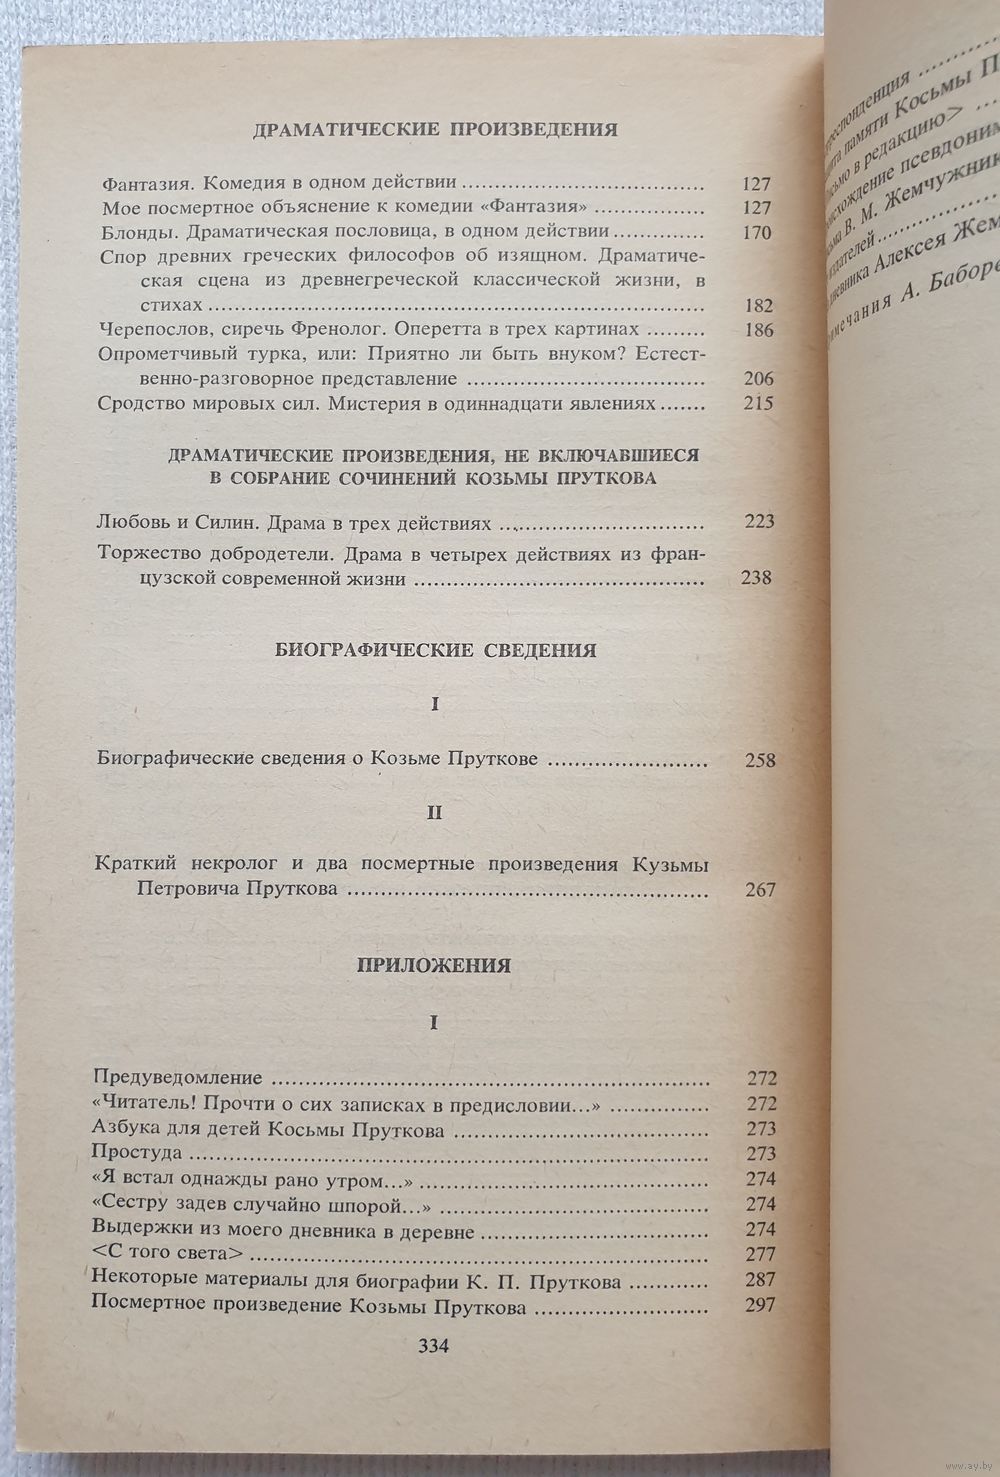 ДРАМАТИЧЕСКИЕ ПРОИЗВЕДЕНИЯ
Фантазия. Комедия в одном действии ..................................... 127
Мое посмертное объяснение к комедии «Фантазия» ................. 127
Блонды. Драматическая пословица, в одном действии .............. 170
Спор древних греческих философов об изящном. Драматиче-
ская сцена из древнегреческой классической жизни, в
стихах ........................................................................... 182
Черепослов, сиречь Френолог. Оперетта в трех картинах ......... 186
Опрометчивый турка, или: Приятно ли быть внуком? Естест-
венно-разговорное представление .................................... 206
Сродство мировых сил. Мистерия в одиннадцати явлениях ....... 215
ДРАМАТИЧЕСКИЕ ПРОИЗВЕДЕНИЯ, НЕ ВКЛЮЧАВШИЕСЯ
В СОБРАНИЕ СОЧИНЕНИЙ КОЗЬМЫ ПРУТКОВА
Любовь и Силин. Драма в трех действиях ............................... 223
Торжество добродетели. Драма в четырех действиях из фран-
цузской современной жизни ............................................ 238
БИОГРАФИЧЕСКИЕ СВЕДЕНИЯ
I
Биографические сведения о Козьме Пруткове ........................ 258
II
Краткий некролог и два посмертные произведения Кузьмы
Петровича Пруткова ....................................................... 267
ПРИЛОЖЕНИЯ
I
Предуведомление .................................................................. 272
«Читатель! Прочти о сих записках в предисловии...» ............... 272
Азбука для детей Косьмы Пруткова ....................................... 273
Простуда ............................................................................... 273
«Я встал однажды рано утром...» ............................................ 274
«Сестру задев случайно шпорой...» ......................................... 274
Выдержки из моего дневника в деревне .................................. 274
<С того света> ...................................................................... 277
Некоторые материалы для биографии К. П. Пруткова ............ 287
Посмертное произведение Козьмы Пруткова .......................... 297
334
памяти Косьмы
в редакцию> ...
В. М.
Алексея
А.
www.ay.by